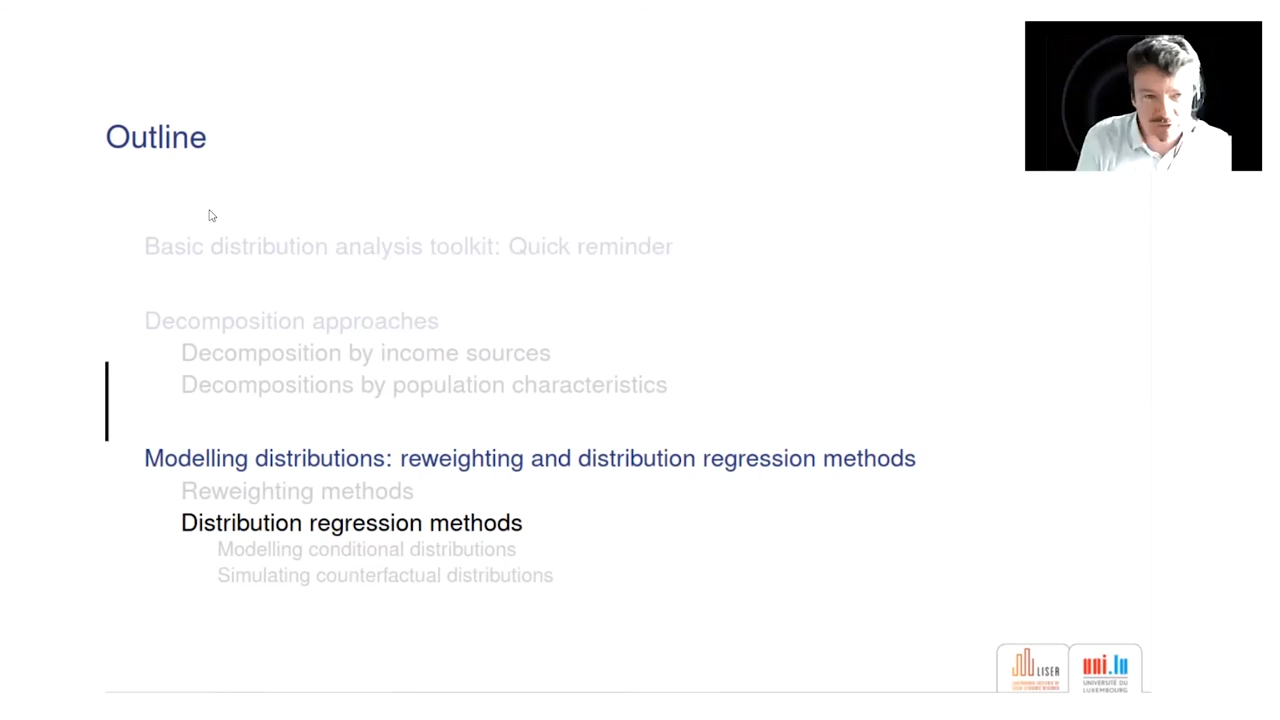 Outline
Basic distribution analysis toolkit: Quick reminder
Decomposition approaches
Decomposition by income sources
Decompositions by population characteristics
Modelling distributions: reweighting and distribution regression methods
Reweighting methods
Distribution regression methods
Modelling conditional distributions
Simulating counterfactual distributions
LISER
uni.lu
UNIVERSITÉ DU
LUXEMBOURG